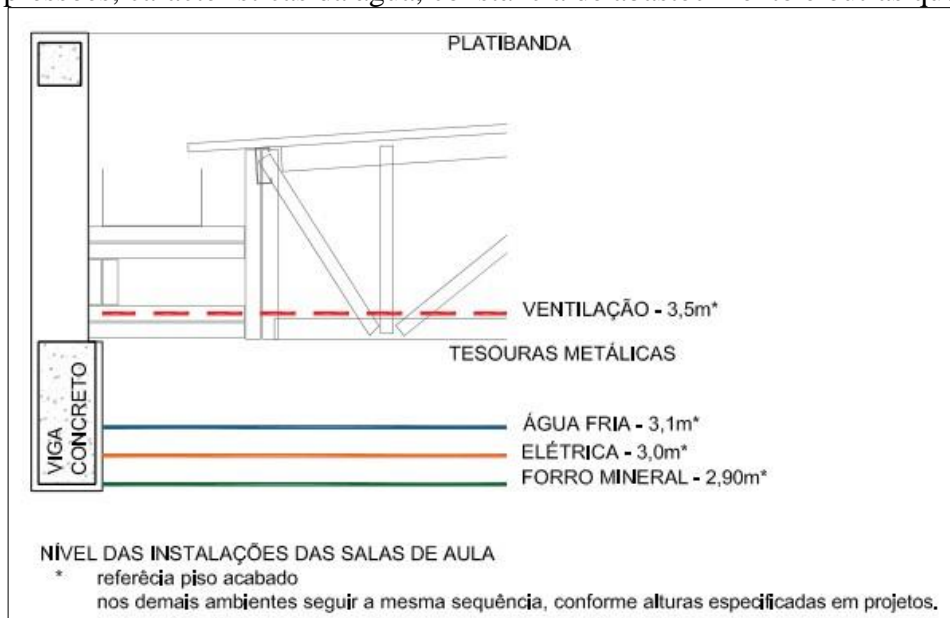 PLATIBANDA
VENTILAÇÃO - 3,5m*
TESOURAS METÁLICAS
VIGA
CONCRETO
ÁGUA FRIA - 3,1m*
ELÉTRICA - 3,0m*
FORRO MINERAL - 2,90m*
NÍVEL DAS INSTALAÇÕES DAS SALAS DE AULA
* referêcia piso acabado
nos demais ambientes seguir a mesma sequência, conforme alturas especificadas em projetos.